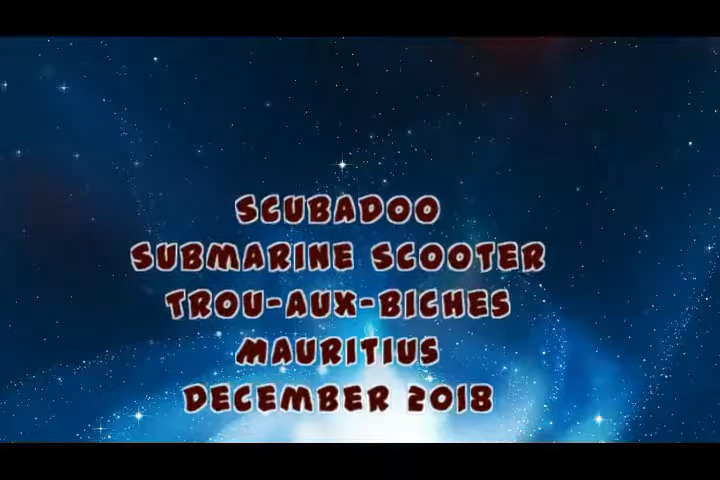 SCUBADOO
SUBMARINE SCOOTER
TROU-AUX-BICHES
MAURITIUS
DECEMBER 2018